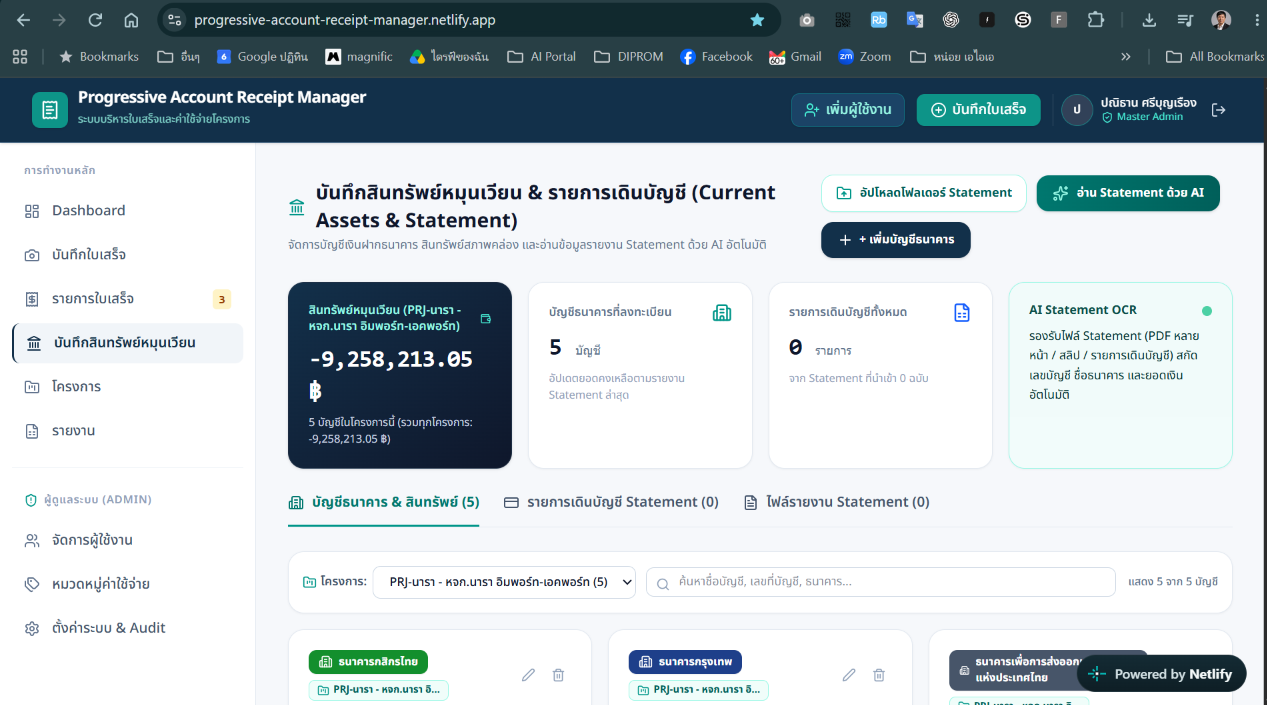 progressive-account-receipt-manager.netlify.app
Bookmarks
อื่นๆ
Google ปฏิทิน
magnific
ไดรฟ์ของฉัน
AI Portal
DIPROM
Facebook
Gmail
Zoom
หน่อย เอไอเอ
All Bookmarks
Progressive Account Receipt Manager
ระบบบริหารใบเสร็จและค่าใช้จ่ายโครงการ
เพิ่มผู้ใช้งาน
บันทึกใบเสร็จ
ป
ปณิธาน ศรีบุญเรือง
Master Admin
การทำงานหลัก
Dashboard
บันทึกใบเสร็จ
รายการใบเสร็จ
3
บันทึกสินทรัพย์หมุนเวียน
โครงการ
รายงาน
ผู้ดูแลระบบ (ADMIN)
จัดการผู้ใช้งาน
หมวดหมู่ค่าใช้จ่าย
ตั้งค่าระบบ & Audit
บันทึกสินทรัพย์หมุนเวียน & รายการเดินบัญชี (Current
Assets & Statement)
จัดการบัญชีเงินฝากธนาคาร สินทรัพย์สภาพคล่อง และอ่านข้อมูลรายงาน Statement ด้วย AI อัตโนมัติ
อัปโหลดโฟลเดอร์ Statement
อ่าน Statement ด้วย AI
+ เพิ่มบัญชีธนาคาร
สินทรัพย์หมุนเวียน (PRJ-นารา -
หจก.นารา อิมพอร์ท-เอคพอร์ท)
-9,258,213.05
฿
5 บัญชีในโครงการนี้ (รวมทุกโครงการ:
-9,258,213.05 ฿)
บัญชีธนาคารที่ลงทะเบียน
5 บัญชี
อัปเดตยอดคงเหลือตามรายงาน
Statement ล่าสุด
รายการเดินบัญชีทั้งหมด
0 รายการ
จาก Statement ที่นำเข้า 0 ฉบับ
AI Statement OCR
รองรับไฟล์ Statement (PDF หลาย
หน้า / สลิป / รายการเดินบัญชี) สกัด
เลขบัญชี ชื่อธนาคาร และยอดเงิน
อัตโนมัติ
บัญชีธนาคาร & สินทรัพย์ (5)
รายการเดินบัญชี Statement (0)
ไฟล์รายงาน Statement (0)
โครงการ:
PRJ-นารา - หจก.นารา อิมพอร์ท-เอคพอร์ท (5)
ค้นหาชื่อบัญชี, เลขที่บัญชี, ธนาคาร...
แสดง 5 จาก 5 บัญชี
ธนาคารกสิกรไทย
PRJ-นารา - หจก.นารา อิ...
ธนาคารกรุงเทพ
PRJ-นารา - หจก.นารา อิ...
ธนาคารเพื่อการส่งออก
แห่งประเทศไทย
Powered by Netlify